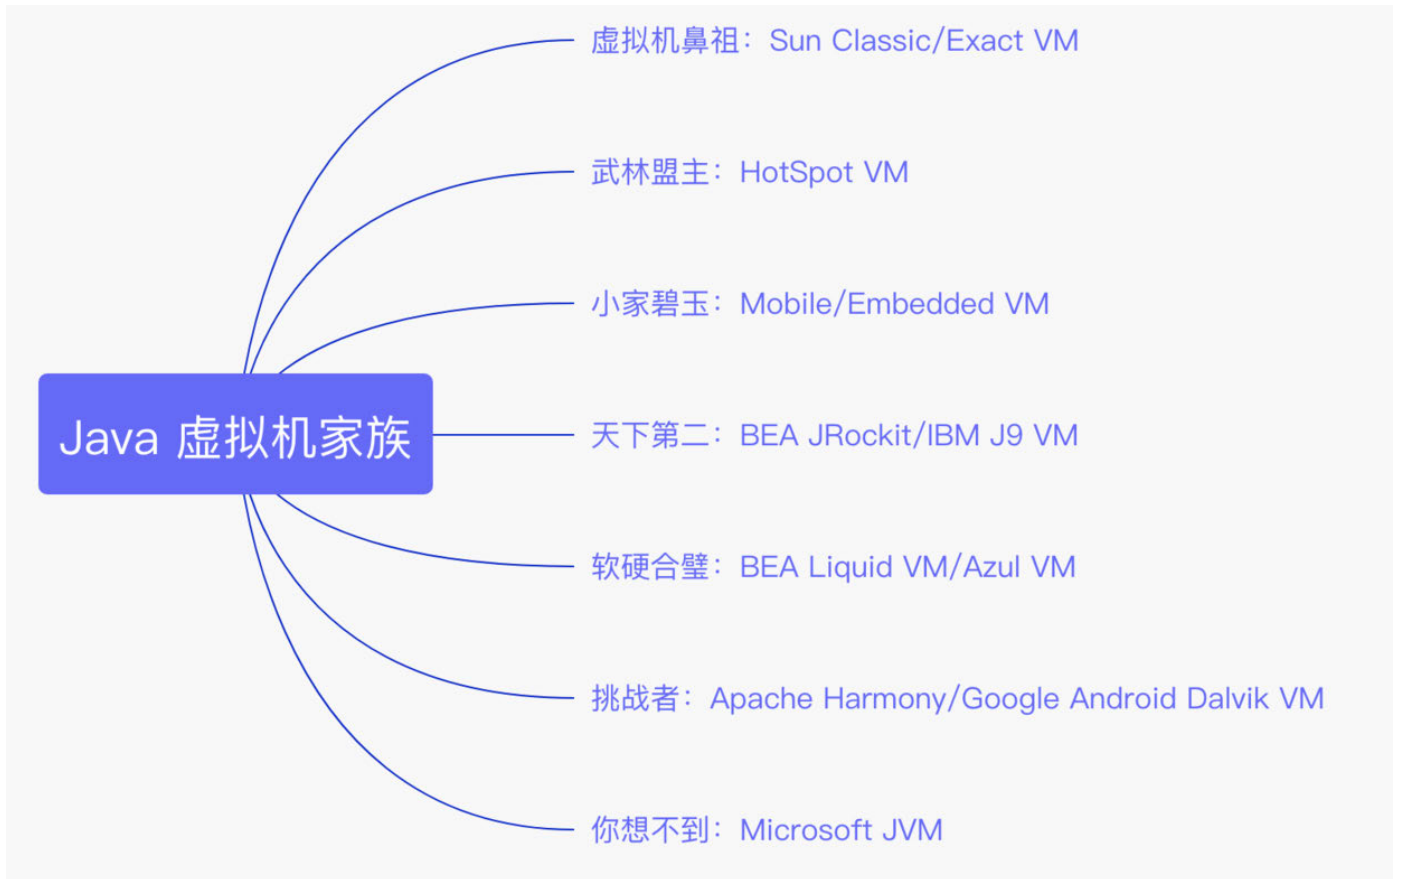 虚拟机鼻祖：Sun Classic/Exact VM
武林盟主：HotSpot VM
小家碧玉：Mobile/Embedded VM
Java 虚拟机家族
天下第二：BEA JRockit/IBM J9 VM
软硬合璧：BEA Liquid VM/Azul VM
挑战者：Apache Harmony/Google Android Dalvik VM
你想不到：Microsoft JVM